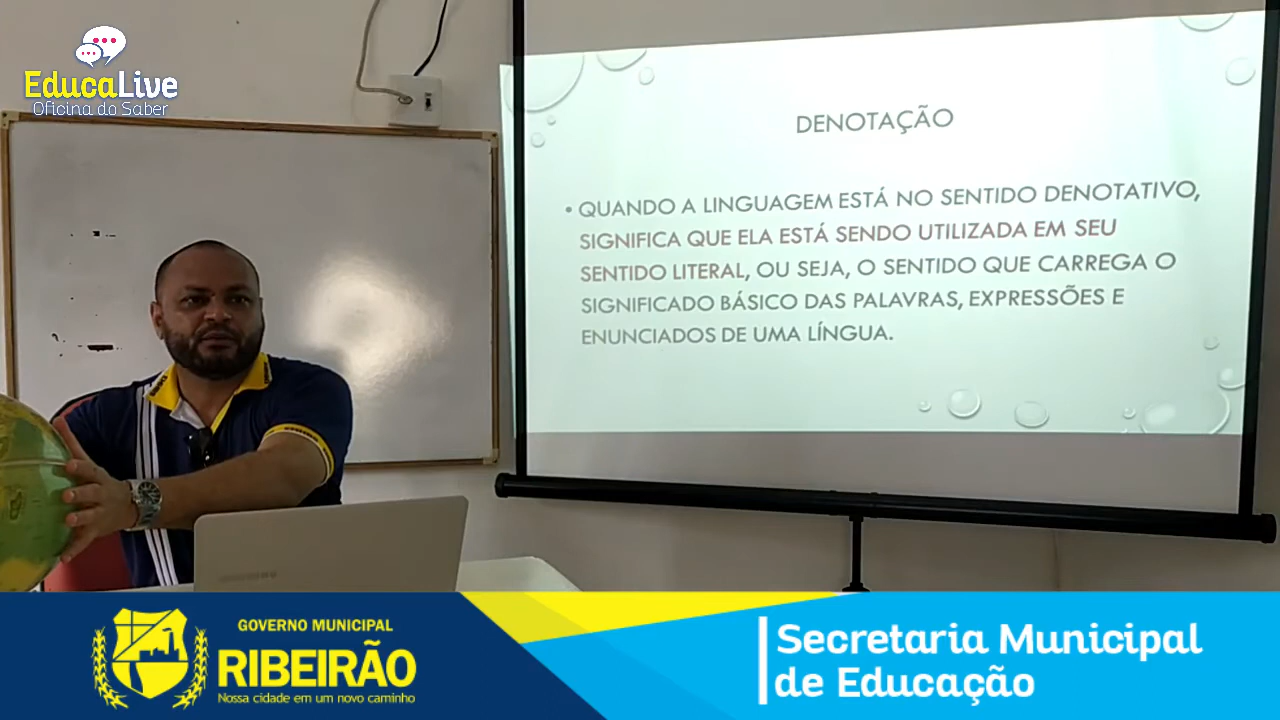 EducaLive
Oficina do Saber
DENOTAÇÃO
• QUANDO A LINGUAGEM ESTÁ NO SENTIDO DENOTATIVO,
SIGNIFICA QUE ELA ESTÁ SENDO UTILIZADA EM SEU
SENTIDO LITERAL, OU SEJA, O SENTIDO QUE CARREGA O
SIGNIFICADO BÁSICO DAS PALAVRAS, EXPRESSÕES E
ENUNCIADOS DE UMA LÍNGUA.
GOVERNO MUNICIPAL
RIBEIRÃO
Nossa cidade em um novo caminho
Secretaria Municipal
de Educação